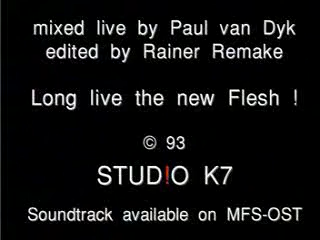 mixed live by Paul van Dyk
edited by Rainer Remake
Long live the new Flesh !
© 93
STUD!O K7
Soundtrack available on MFS-OST